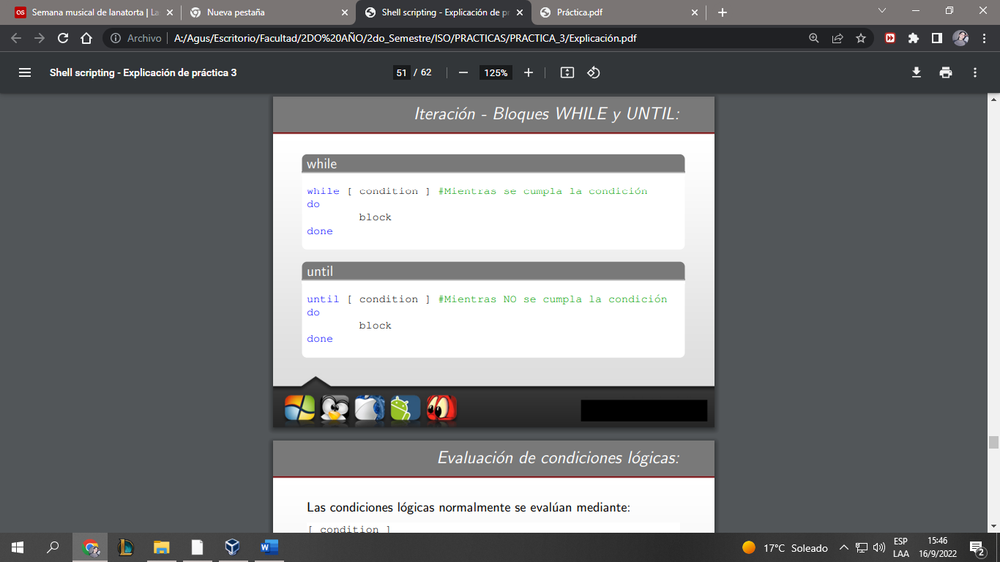 Semana musical de lanatorta | La
Nueva pestaña
Shell scripting - Explicación de pr
Práctica.pdf
Archivo
A:/Agus/Escritorio/Facultad/2DO%20AÑO/2do_Semestre/ISO/PRACTICAS/PRACTICA_3/Explicación.pdf
Shell scripting - Explicación de práctica 3
51 / 62
125%
Iteración - Bloques WHILE y UNTIL:
while
while [ condition ] #Mientras se cumpla la condición
do
block
done
until
until [ condition ] #Mientras NO se cumpla la condición
do
block
done
Evaluación de condiciones lógicas:
Las condiciones lógicas normalmente se evalúan mediante:
[ condition ]
17°C Soleado
ESP
LAA
15:46
16/9/2022
2